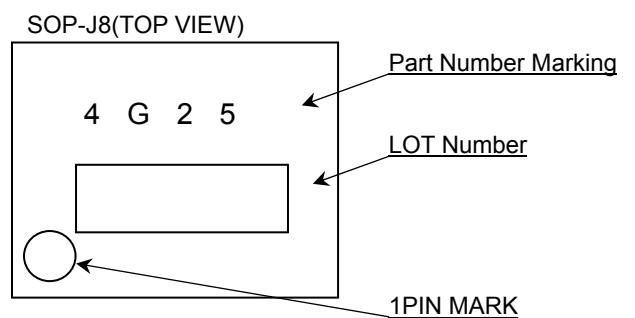 SOP-J8(TOP VIEW)
Part Number Marking
4 G 2 5
LOT Number
1PIN MARK